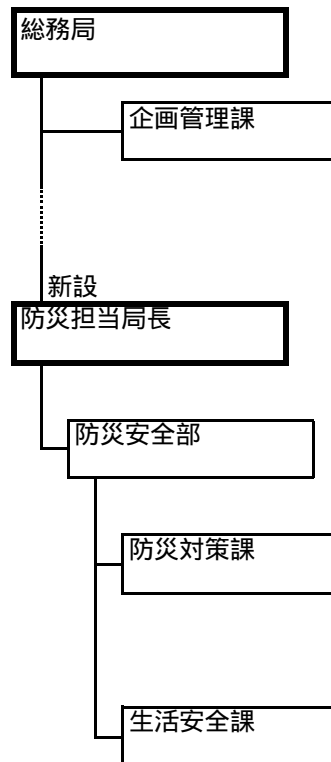 総務局
企画管理課
新設
防災担当局長
防災安全部
防災対策課
生活安全課